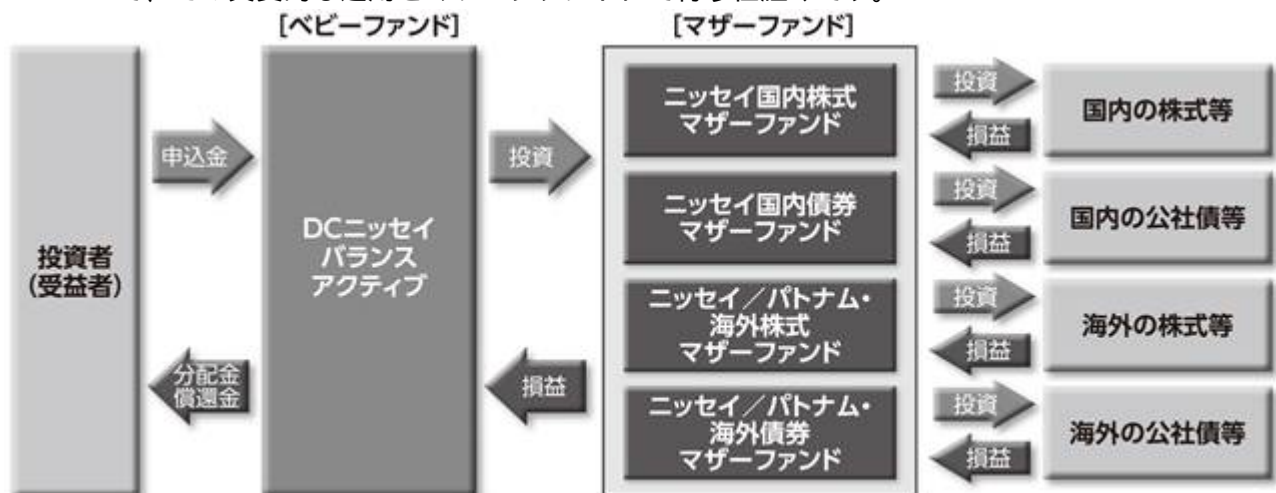 [ベビーファンド]
[マザーファンド]
投資者
(受益者)
申込金
分配金
償還金
DCニッセイ
バランス
アクティブ
投資
損益
ニッセイ国内株式
マザーファンド
投資
損益
国内の株式等
ニッセイ国内債券
マザーファンド
投資
損益
国内の公社債等
ニッセイ/パトナム・
海外株式
マザーファンド
投資
損益
海外の株式等
ニッセイ/パトナム・
海外債券
マザーファンド
投資
損益
海外の公社債等